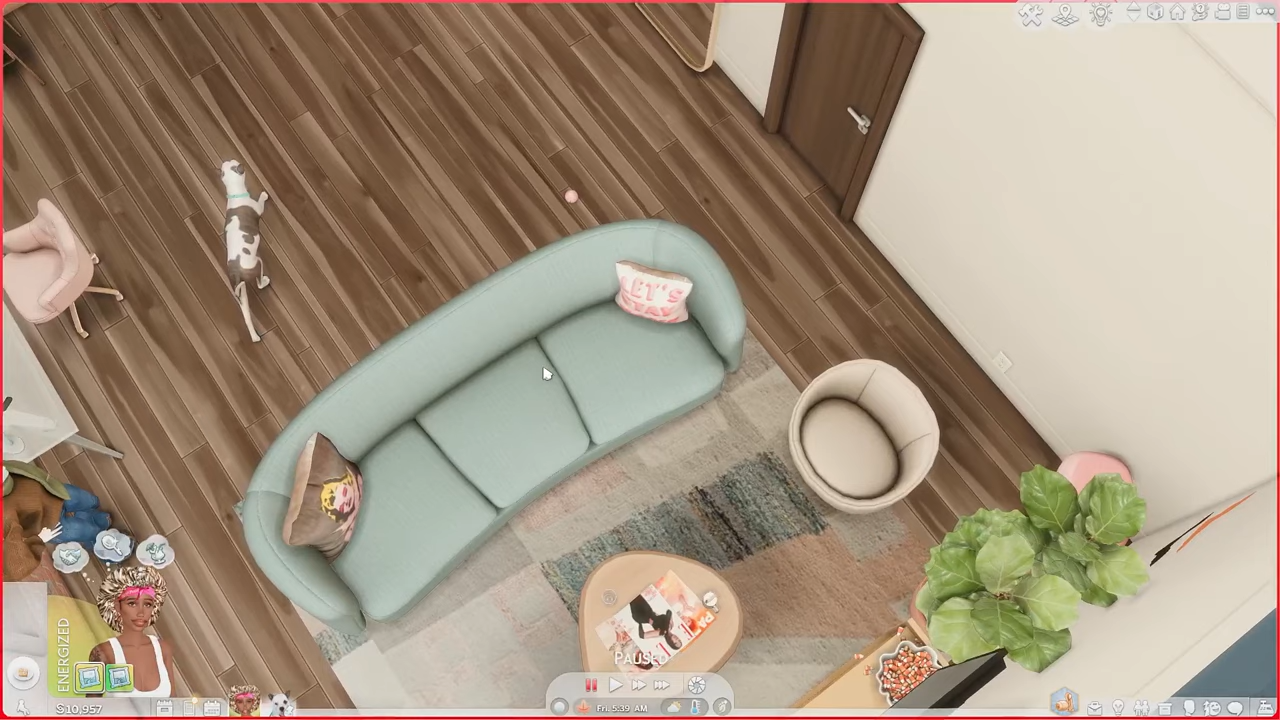 LET'S
STAY
PAUSED
ENERGIZED
§10,957
Fri. 5:39 AM